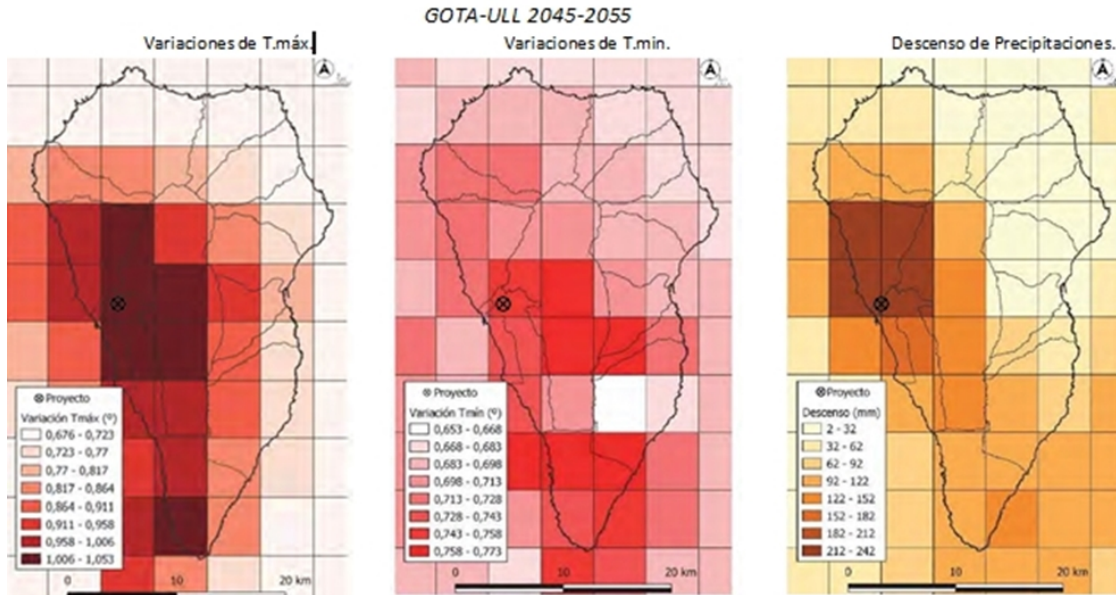 GOTA-ULL 2045-2055
Variaciones de T.máx.
Variaciones de T.min.
Descenso de Precipitaciones.
A
A
A
Proyecto
Variación Tmáx (º)
0,676 - 0,723
0,723 - 0,77
0,77 - 0,817
0,817 - 0,864
0,864 - 0,911
0,911 - 0,958
0,958 - 1,006
1,006 - 1,053
0 10 20 km
Proyecto
Variación Tmín (º)
0,653 - 0,668
0,668 - 0,683
0,683 - 0,698
0,698 - 0,713
0,713 - 0,728
0,728 - 0,743
0,743 - 0,758
0,758 - 0,773
0 10 20 km
Proyecto
Descenso (mm)
2 - 32
32 - 62
62 - 92
92 - 122
122 - 152
152 - 182
182 - 212
212 - 242
0 10 20 km